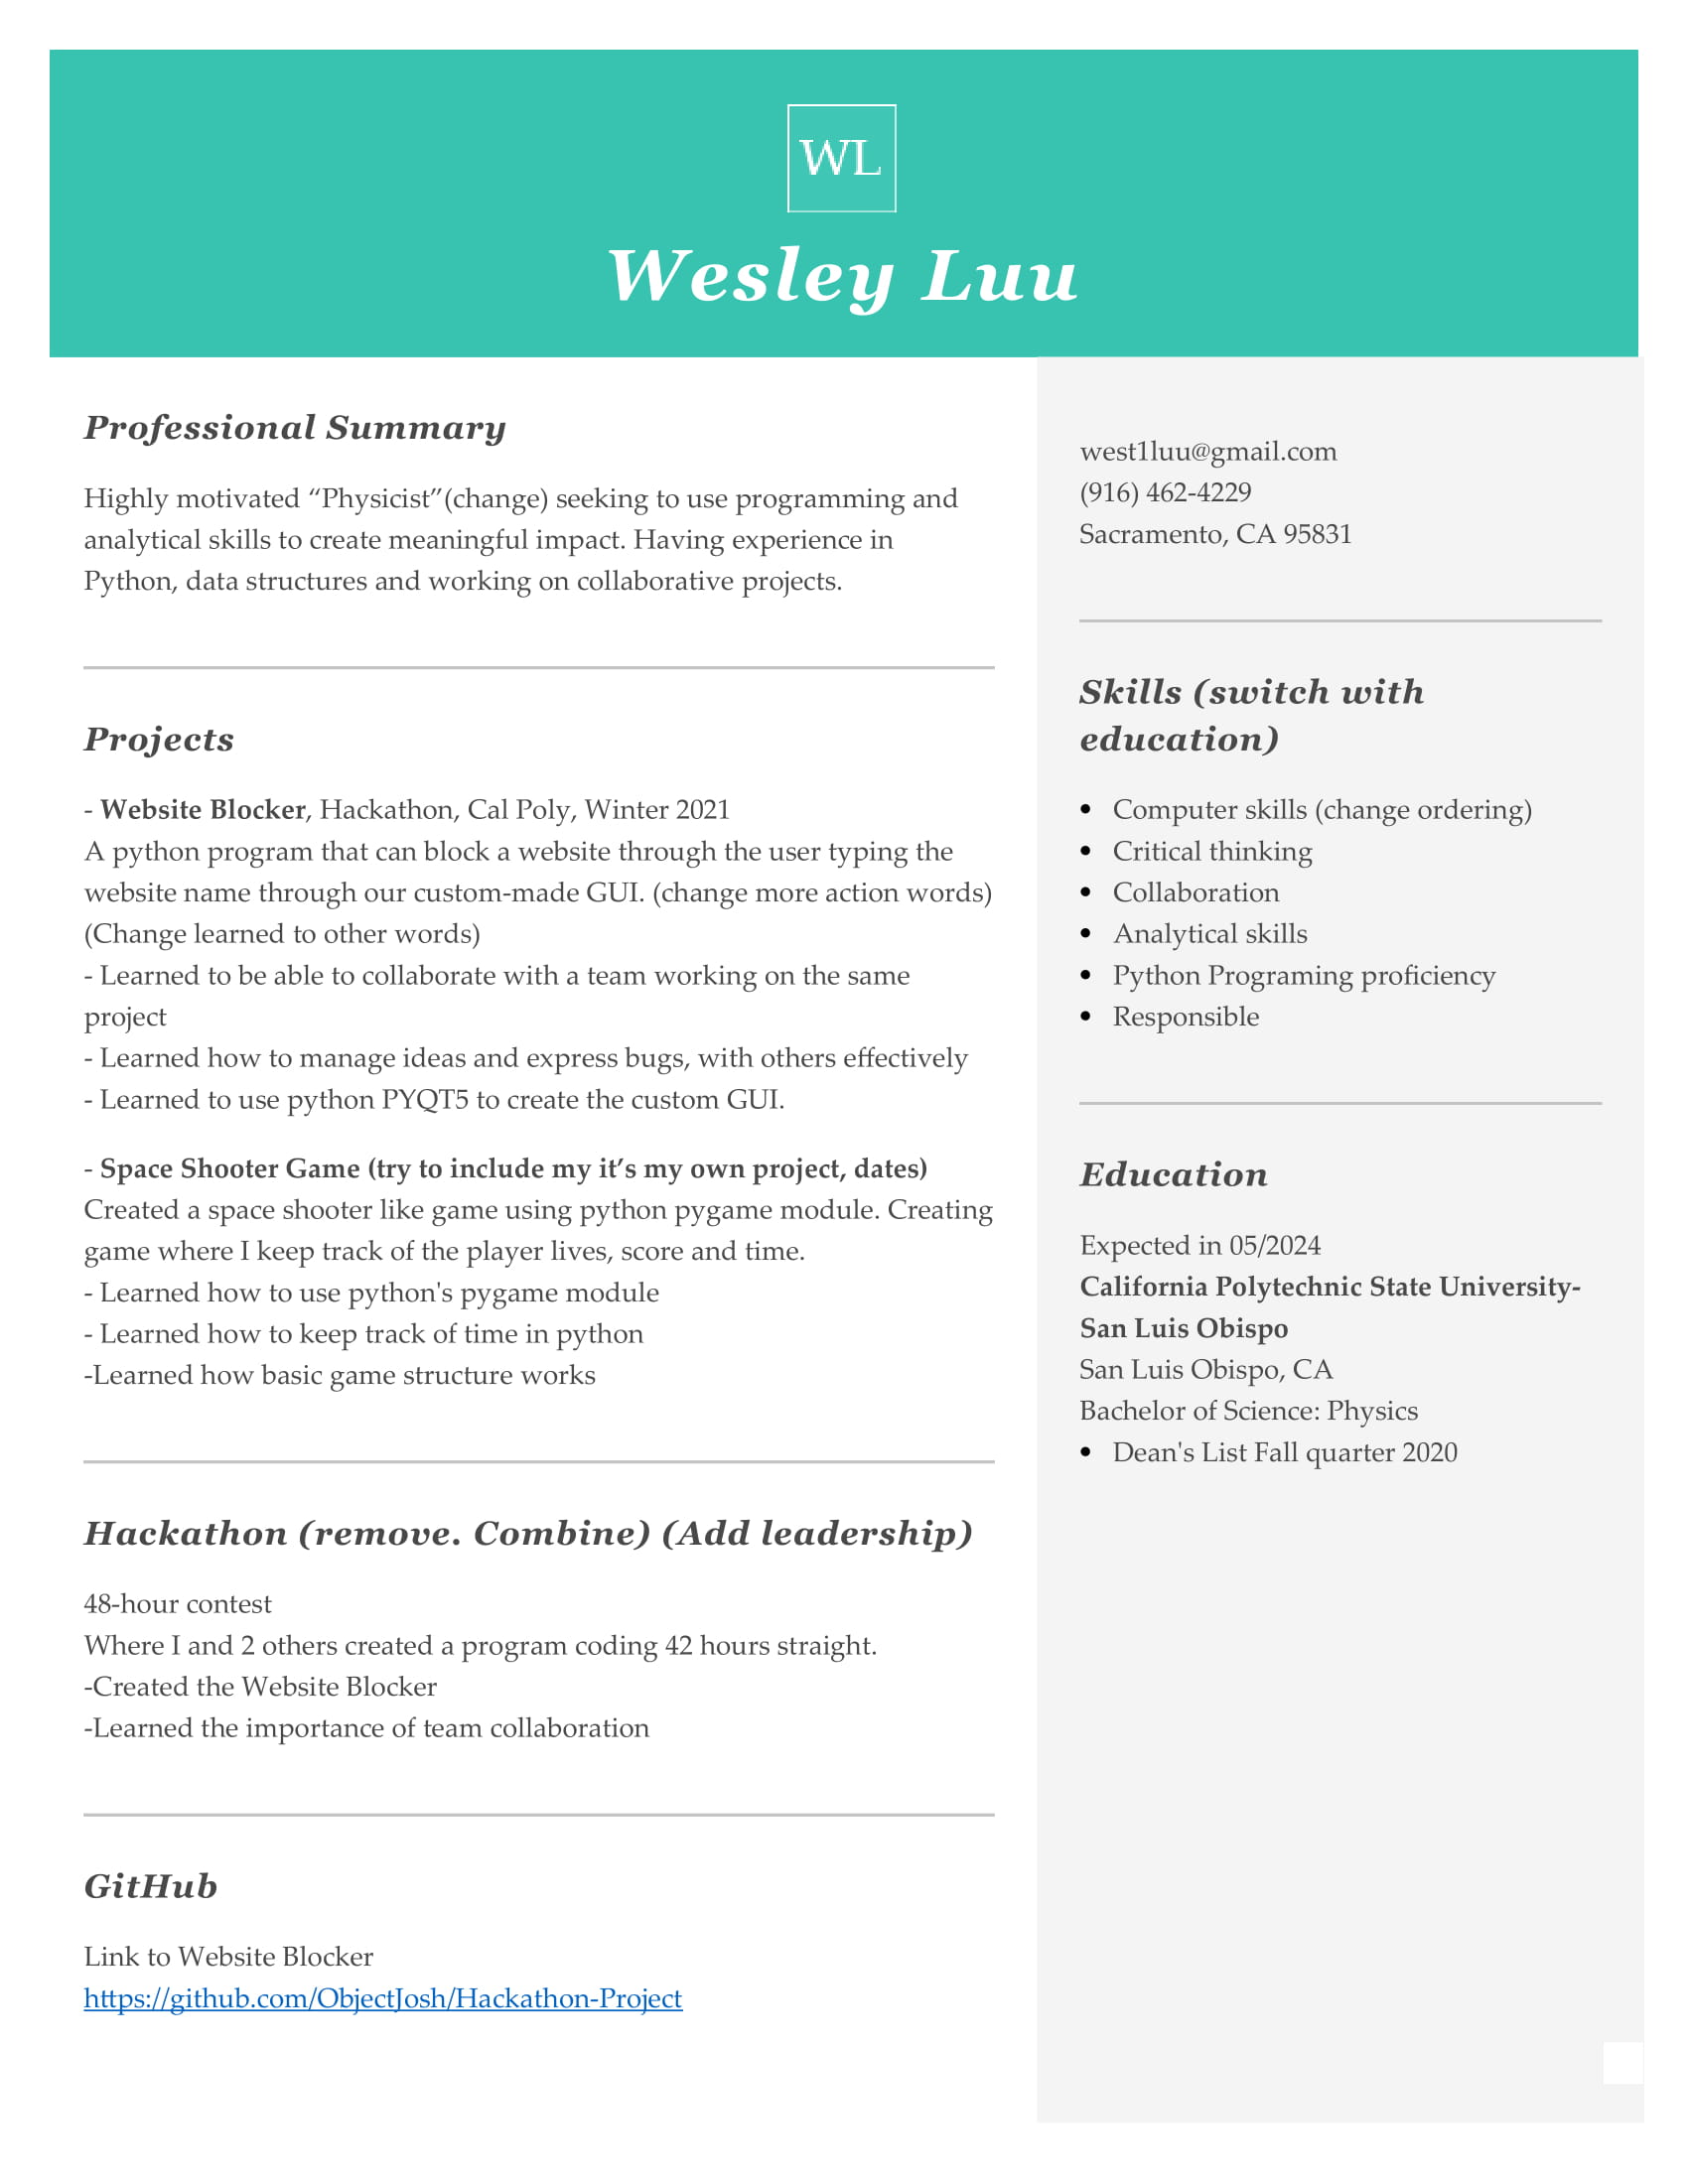 WL
Wesley Luu
Professional Summary
Highly motivated “Physicist”(change) seeking to use programming and
analytical skills to create meaningful impact. Having experience in
Python, data structures and working on collaborative projects.
Projects
- Website Blocker, Hackathon, Cal Poly, Winter 2021
A python program that can block a website through the user typing the
website name through our custom-made GUI. (change more action words)
(Change learned to other words)
- Learned to be able to collaborate with a team working on the same
project
- Learned how to manage ideas and express bugs, with others effectively
- Learned to use python PYQT5 to create the custom GUI.
- Space Shooter Game (try to include my it’s my own project, dates)
Created a space shooter like game using python pygame module. Creating
game where I keep track of the player lives, score and time.
- Learned how to use python's pygame module
- Learned how to keep track of time in python
-Learned how basic game structure works
Hackathon (remove. Combine) (Add leadership)
48-hour contest
Where I and 2 others created a program coding 42 hours straight.
-Created the Website Blocker
-Learned the importance of team collaboration
GitHub
Link to Website Blocker
https://github.com/ObjectJosh/Hackathon-Project
west1luu@gmail.com
(916) 462-4229
Sacramento, CA 95831
Skills (switch with
education)
• Computer skills (change ordering)
• Critical thinking
• Collaboration
• Analytical skills
• Python Programing proficiency
• Responsible
Education
Expected in 05/2024
California Polytechnic State University-
San Luis Obispo
San Luis Obispo, CA
Bachelor of Science: Physics
• Dean's List Fall quarter 2020